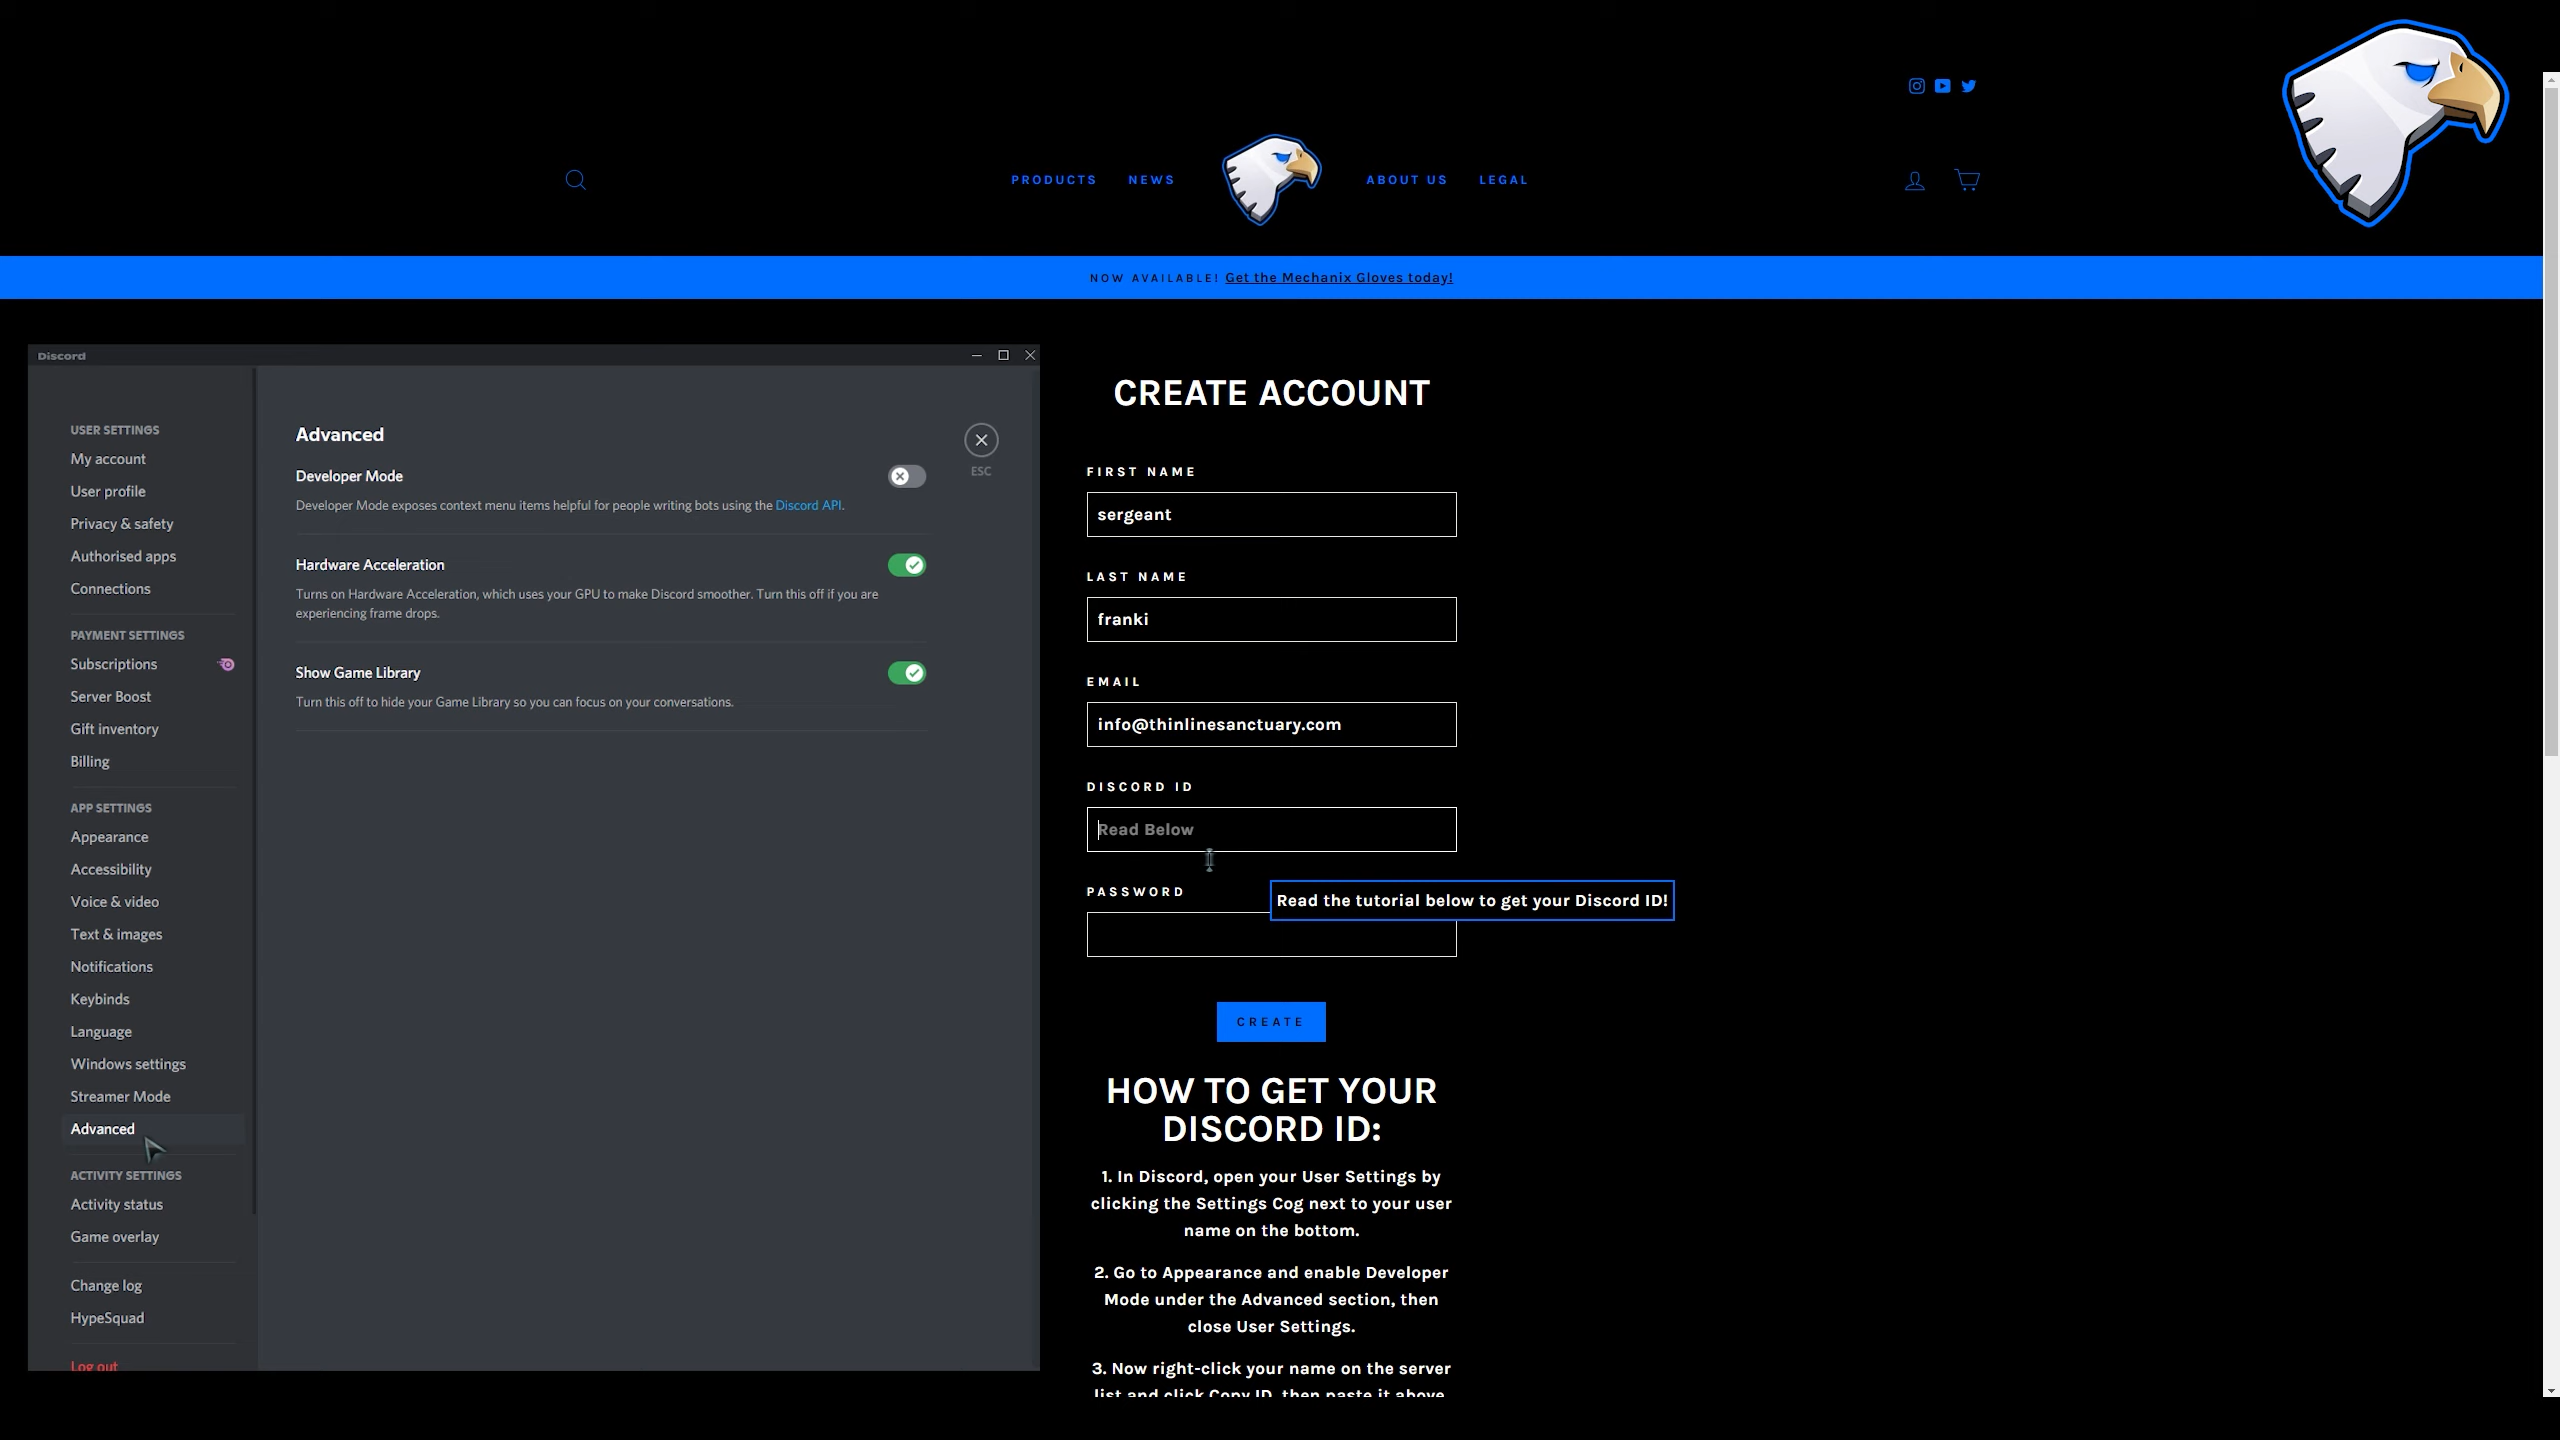 PRODUCTS
NEWS
ABOUT US
LEGAL
NOW AVAILABLE! Get the Mechanix Gloves today!
Discord
USER SETTINGS
My account
User profile
Privacy & safety
Authorised apps
Connections
PAYMENT SETTINGS
Subscriptions
Server Boost
Gift inventory
Billing
APP SETTINGS
Appearance
Accessibility
Voice & video
Text & images
Notifications
Keybinds
Language
Windows settings
Streamer Mode
Advanced
ACTIVITY SETTINGS
Activity status
Game overlay
Change log
HypeSquad
Log out
Advanced
ESC
Developer Mode
Developer Mode exposes context menu items helpful for people writing bots using the Discord API.
Hardware Acceleration
Turns on Hardware Acceleration, which uses your GPU to make Discord smoother. Turn this off if you are
experiencing frame drops.
Show Game Library
Turn this off to hide your Game Library so you can focus on your conversations.
CREATE ACCOUNT
FIRST NAME
sergeant
LAST NAME
franki
EMAIL
info@thinlinesanctuary.com
DISCORD ID
Read Below
PASSWORD
Read the tutorial below to get your Discord ID!
CREATE
HOW TO GET YOUR
DISCORD ID:
1. In Discord, open your User Settings by
clicking the Settings Cog next to your user
name on the bottom.
2. Go to Appearance and enable Developer
Mode under the Advanced section, then
close User Settings.
3. Now right-click your name on the server
list and click Copy ID, then paste it above